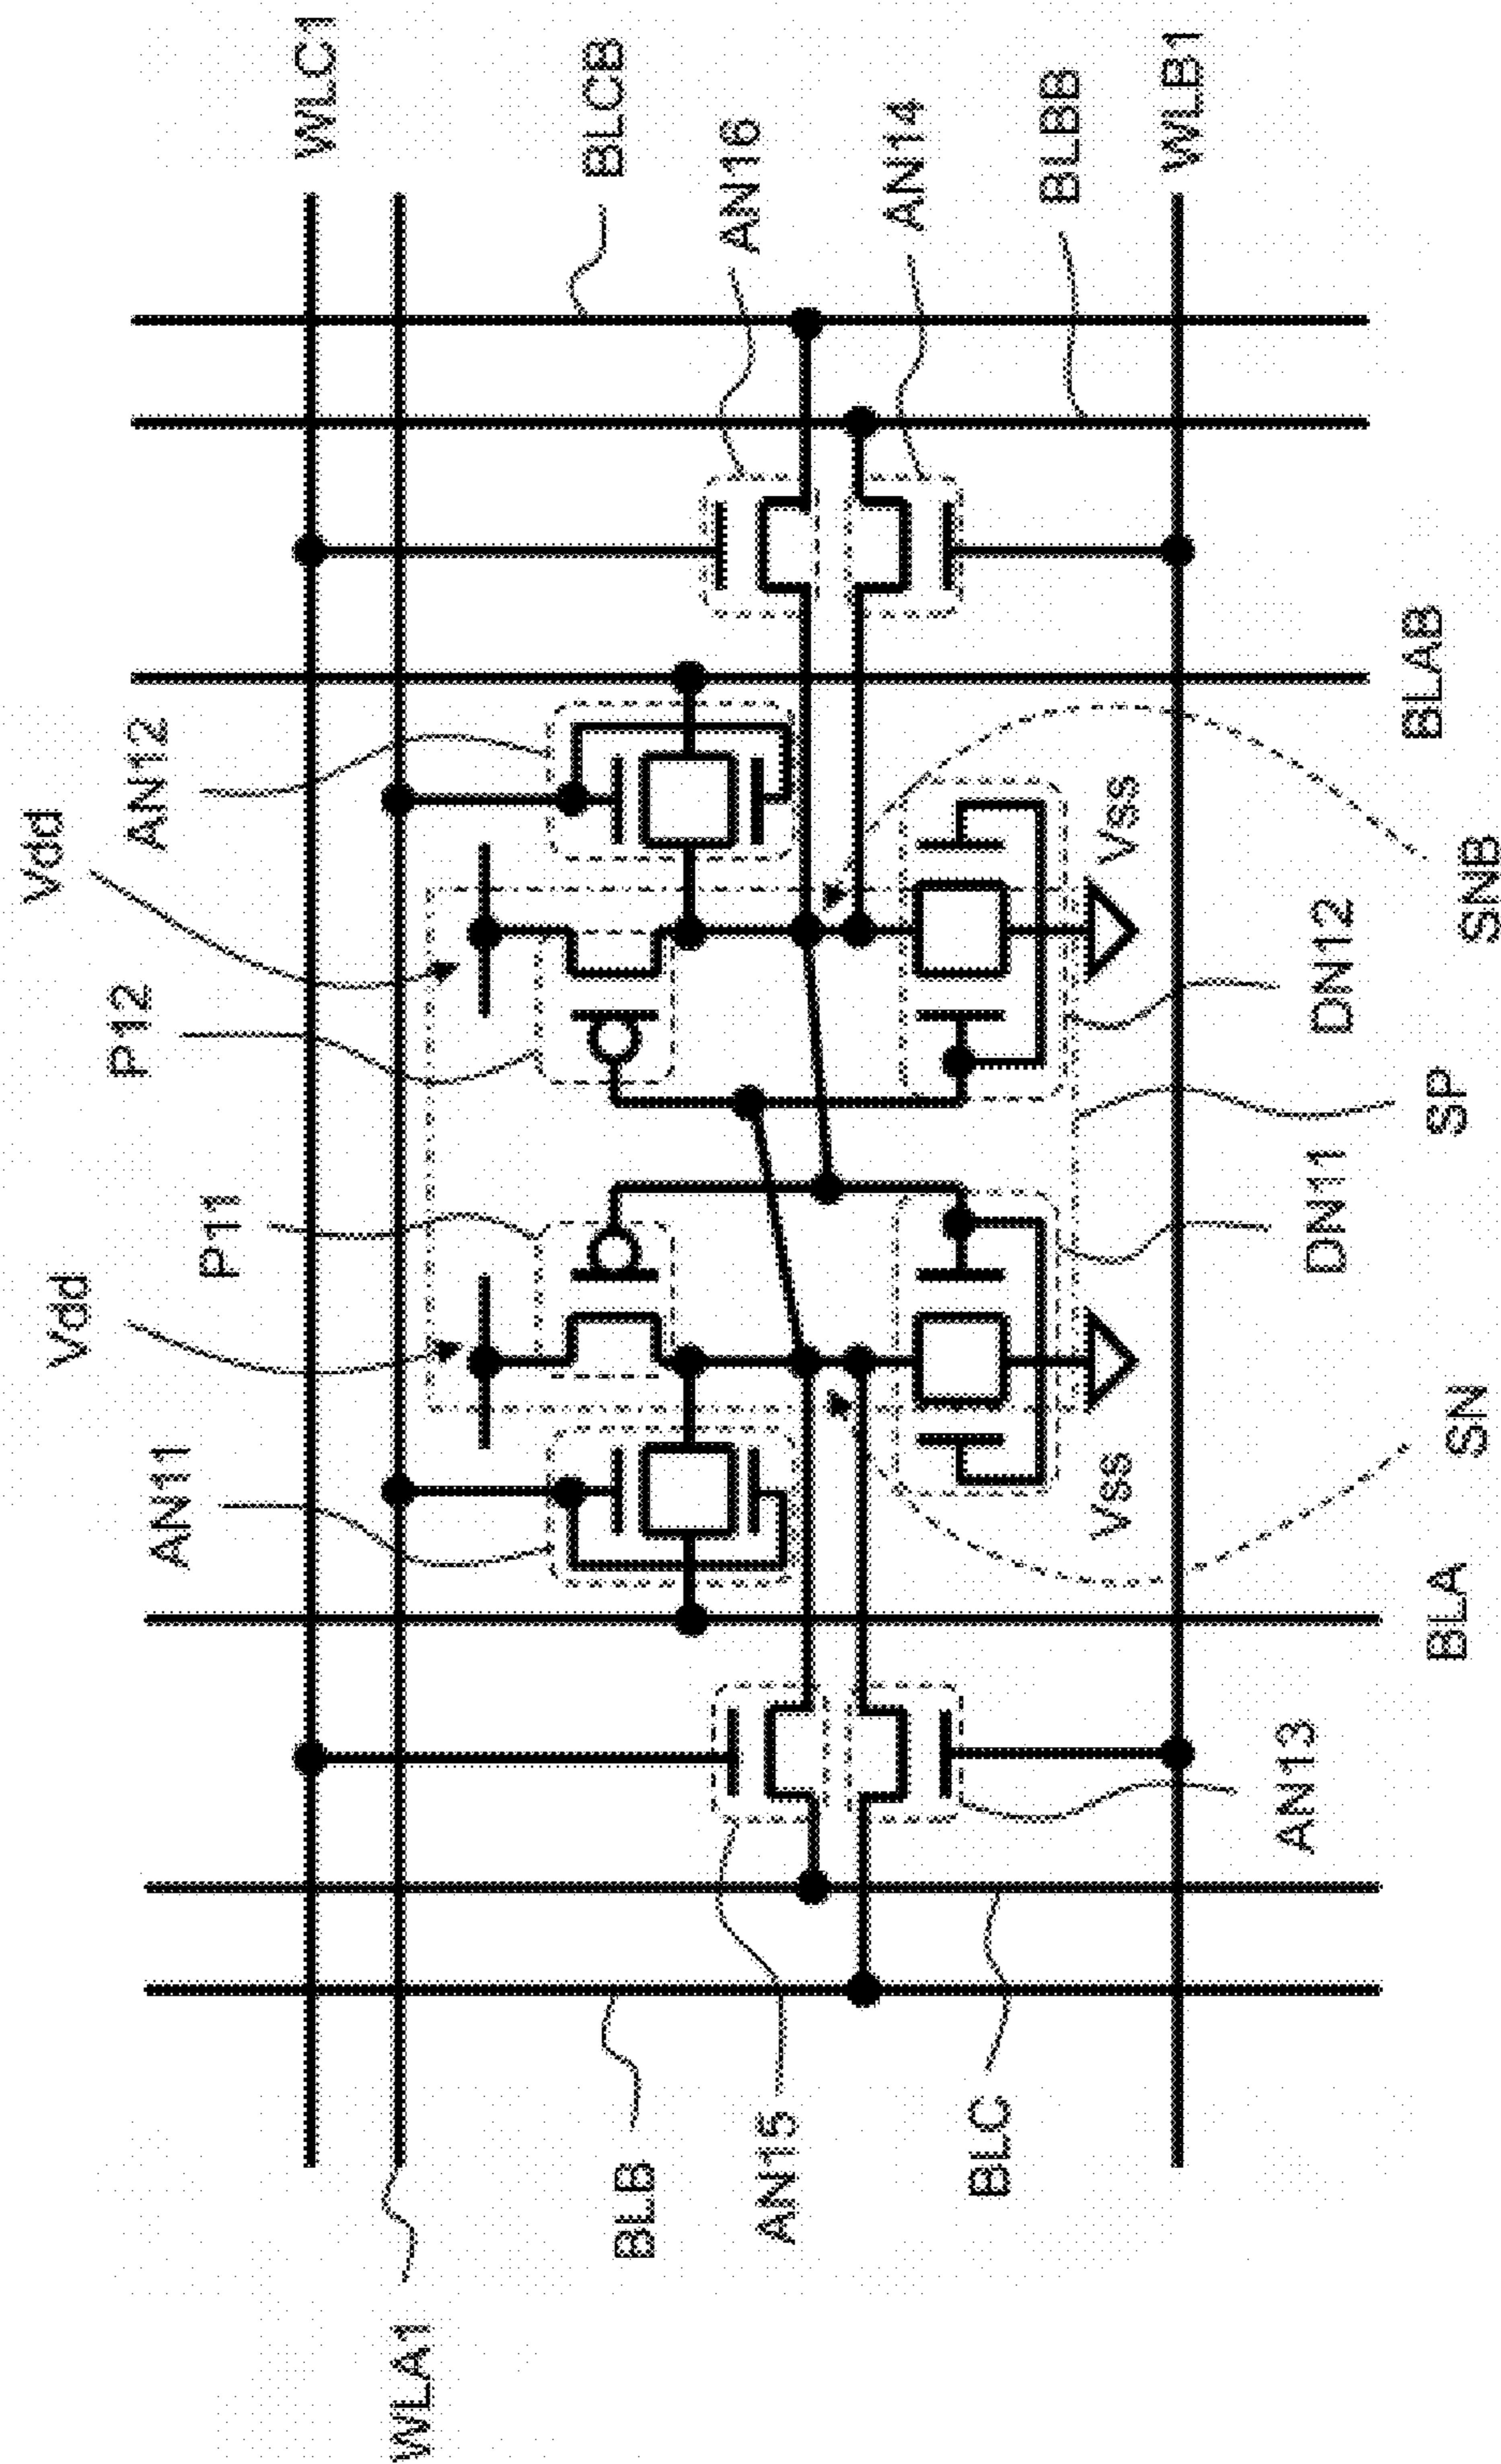 WLC1
WLA1
BLCB
BLB
AN16
AN15
AN14
BLC
BLBB
WLB1
AN12
Vdd
P12
P11
Vdd
AN11
BLAB
Vss
SNB
DN12
SP
DN11
SN
Vss
BLA
AN13